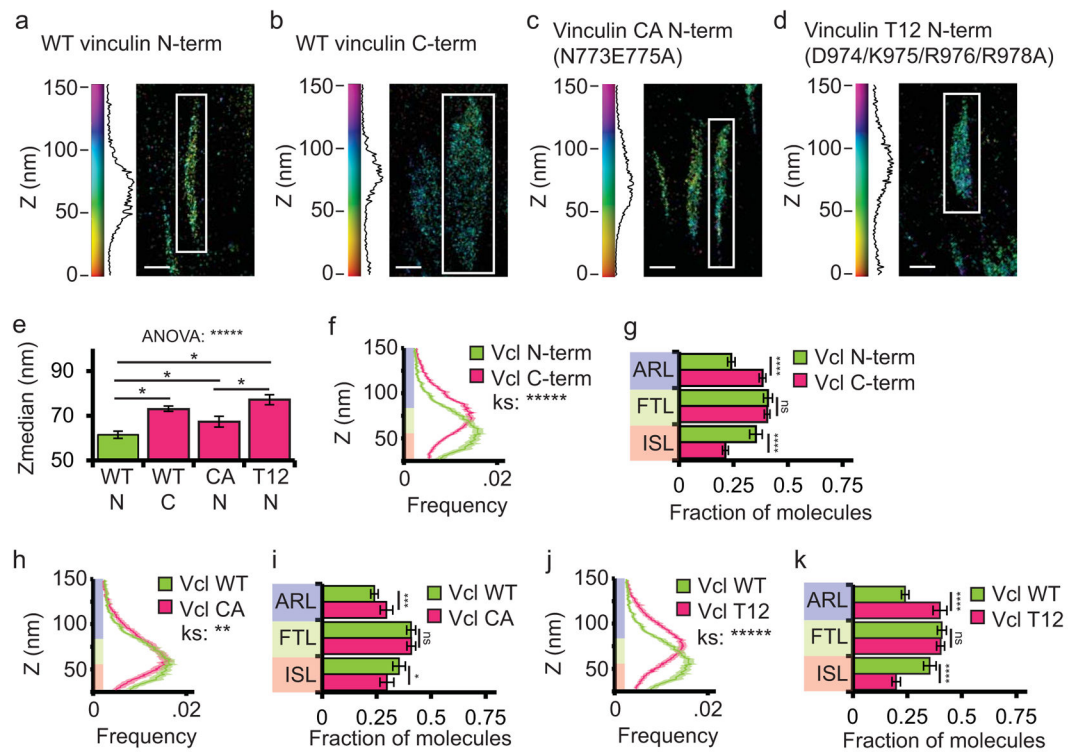 a
WT vinculin N-term
b
WT vinculin C-term
c
Vinculin CA N-term
(N773E775A)
d
Vinculin T12 N-term
(D974/K975/R976/R978A)
Z (nm)
150
100
50
0
Z (nm)
150
100
50
0
Z (nm)
150
100
50
0
Z (nm)
150
100
50
0
e
ANOVA: *****
*
*
*
*
Zmedian (nm)
90
70
50
WT WT CA T12
N C N N
f
Z (nm)
150
100
50
Vcl N-term
Vcl C-term
ks: *****
0 .02
Frequency
g
Vcl N-term
Vcl C-term
ARL ****
FTL ns
ISL ****
0 0.25 0.50 0.75
Fraction of molecules
h
Z (nm)
150
100
50
Vcl WT
Vcl CA
ks: **
0 .02
Frequency
i
Vcl WT
Vcl CA
ARL ***
FTL ns
ISL *
0 0.25 0.50 0.75
Fraction of molecules
j
Z (nm)
150
100
50
Vcl WT
Vcl T12
ks: *****
0 .02
Frequency
k
Vcl WT
Vcl T12
ARL ****
FTL ns
ISL ****
0 0.25 0.50 0.75
Fraction of molecules